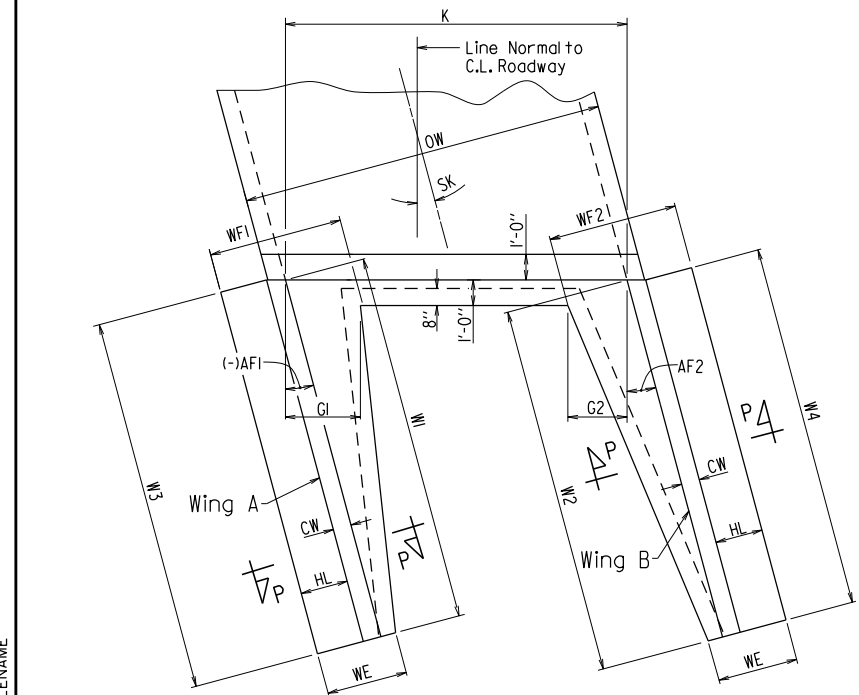 K
Line Normal to
C.L. Roadway
OW
SK
WF1
WF2
1'-0"
8"
1'-0"
(-)AF1
AF2
G1
G2
W1
W4
P
P
W3
W2
CW
Wing A
CW
P
HL
Wing B
HL
P
WE
WE